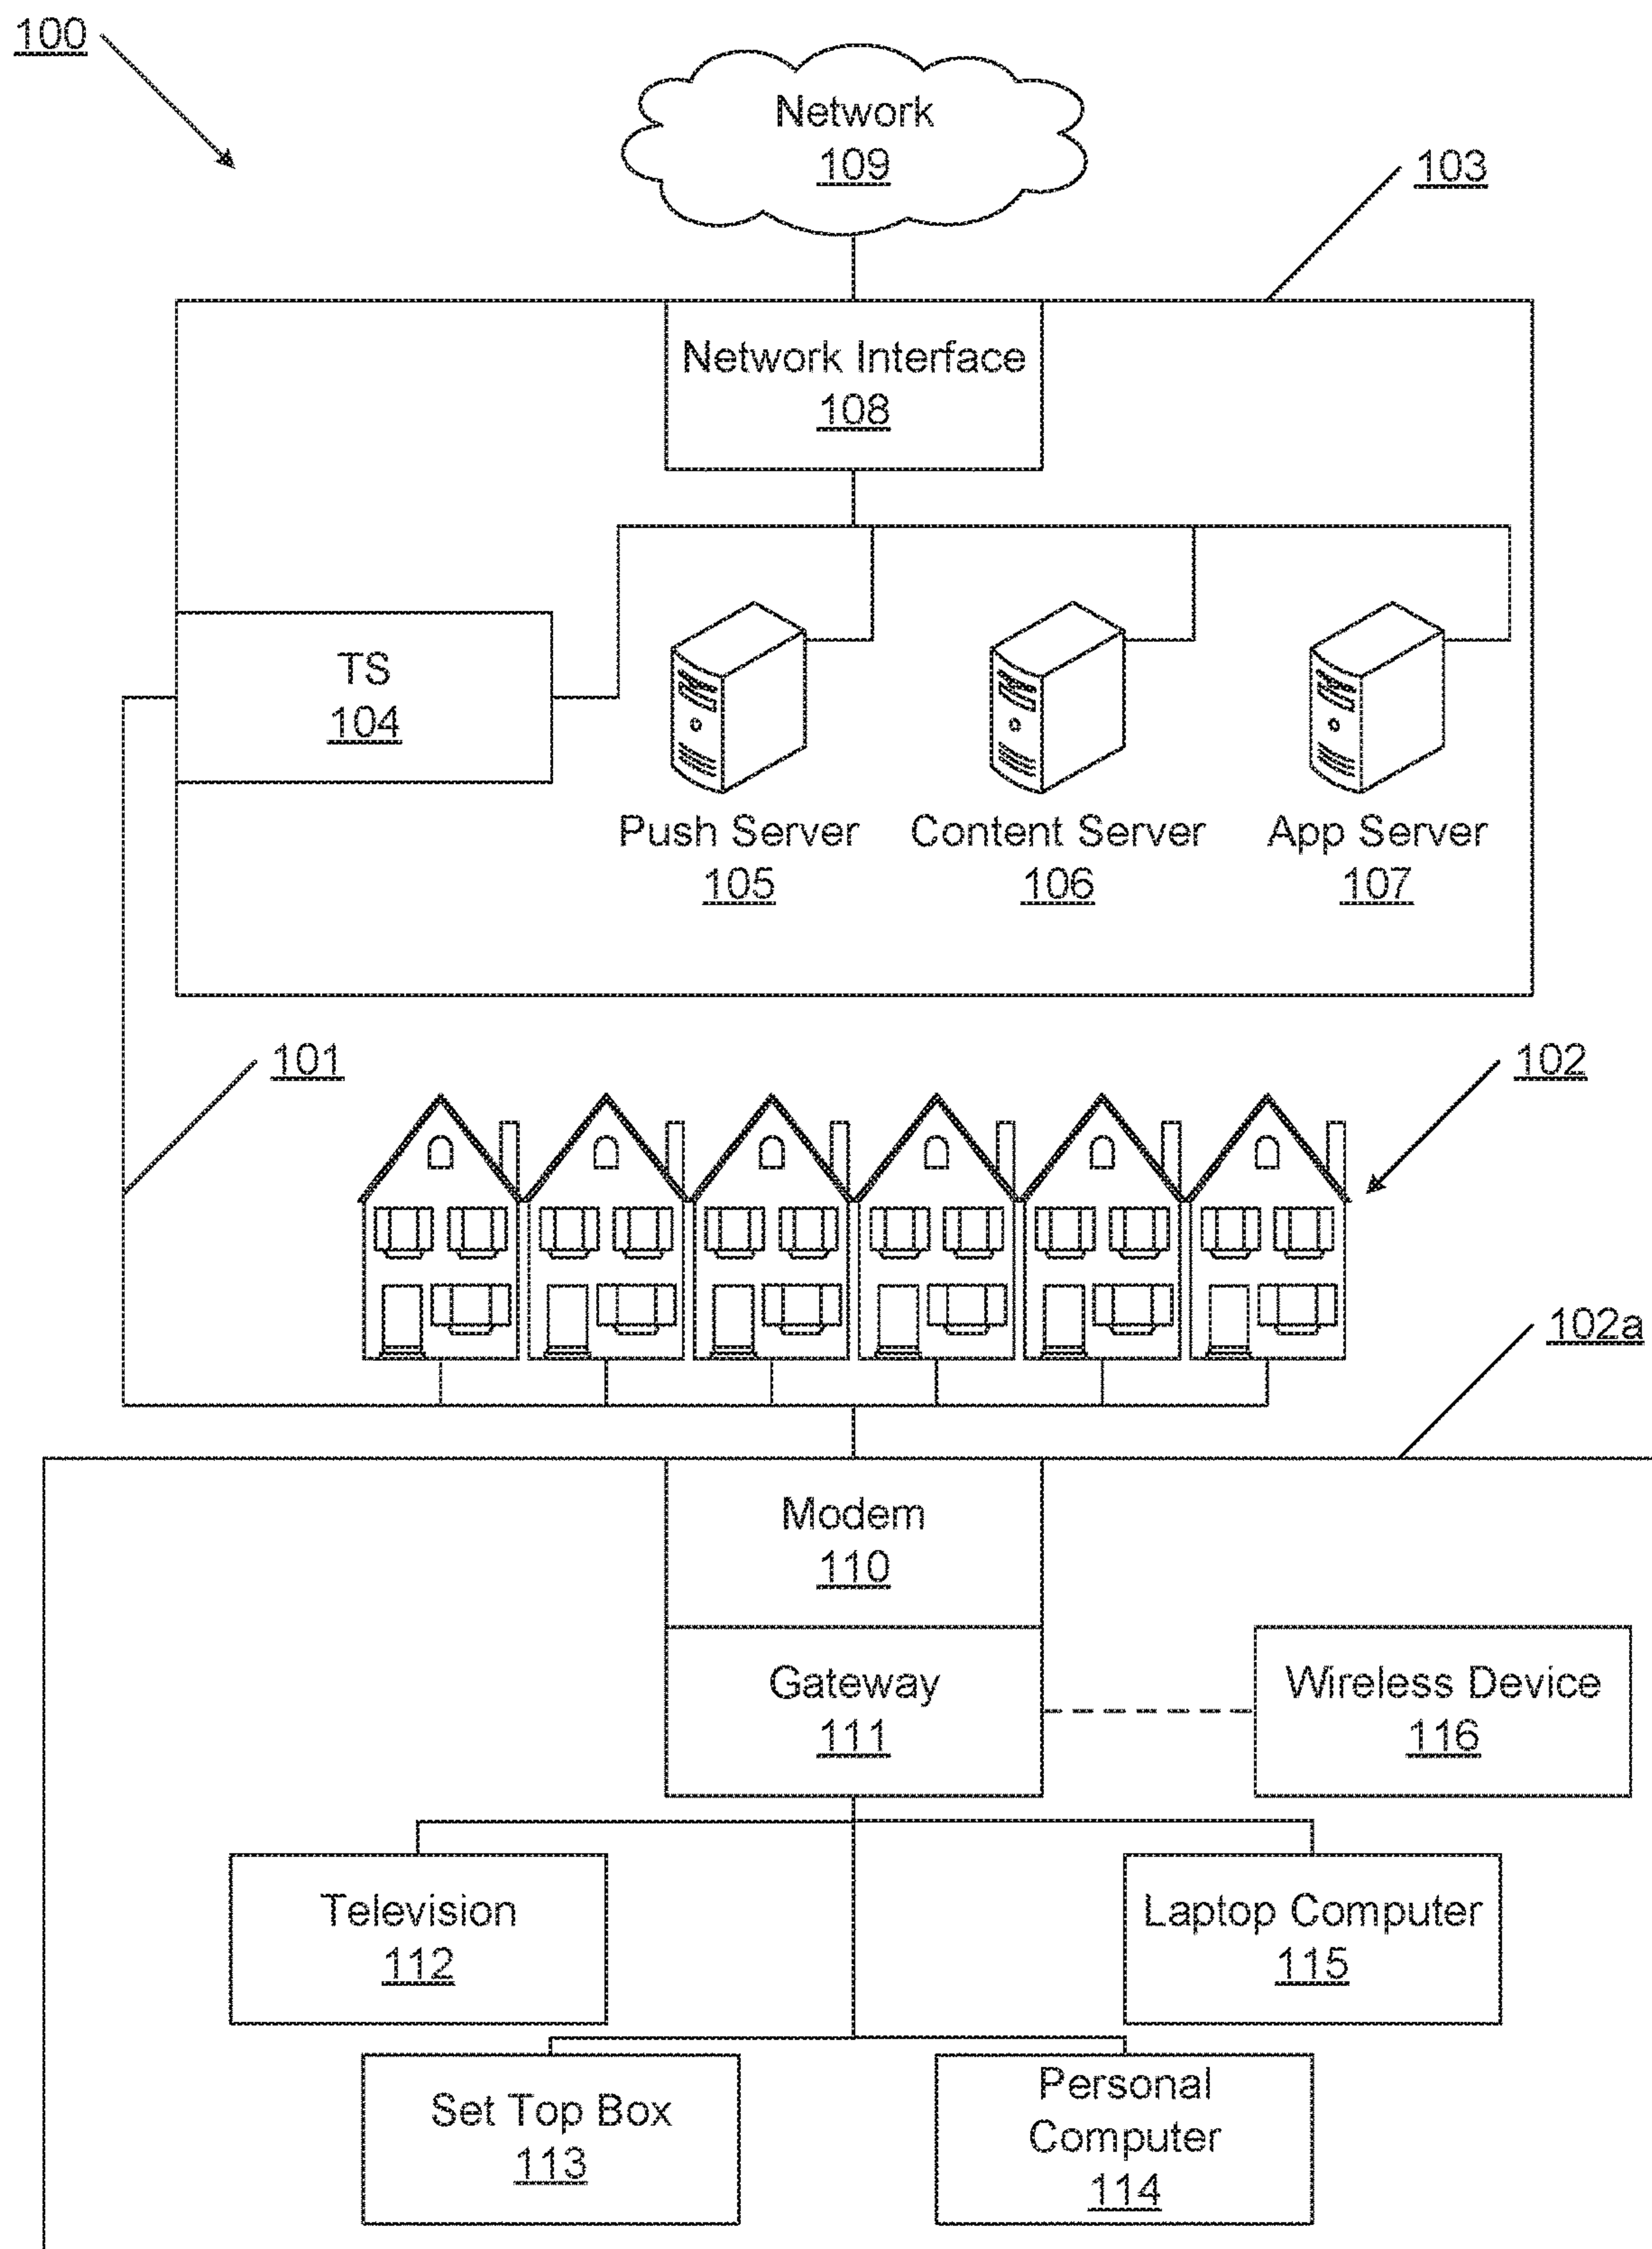 100
Network
109
103
Network Interface
108
TS
104
Push Server
105
Content Server
106
App Server
107
101
102
102a
Modem
110
Gateway
111
Wireless Device
116
Television
112
Laptop Computer
115
Set Top Box
113
Personal
Computer
114